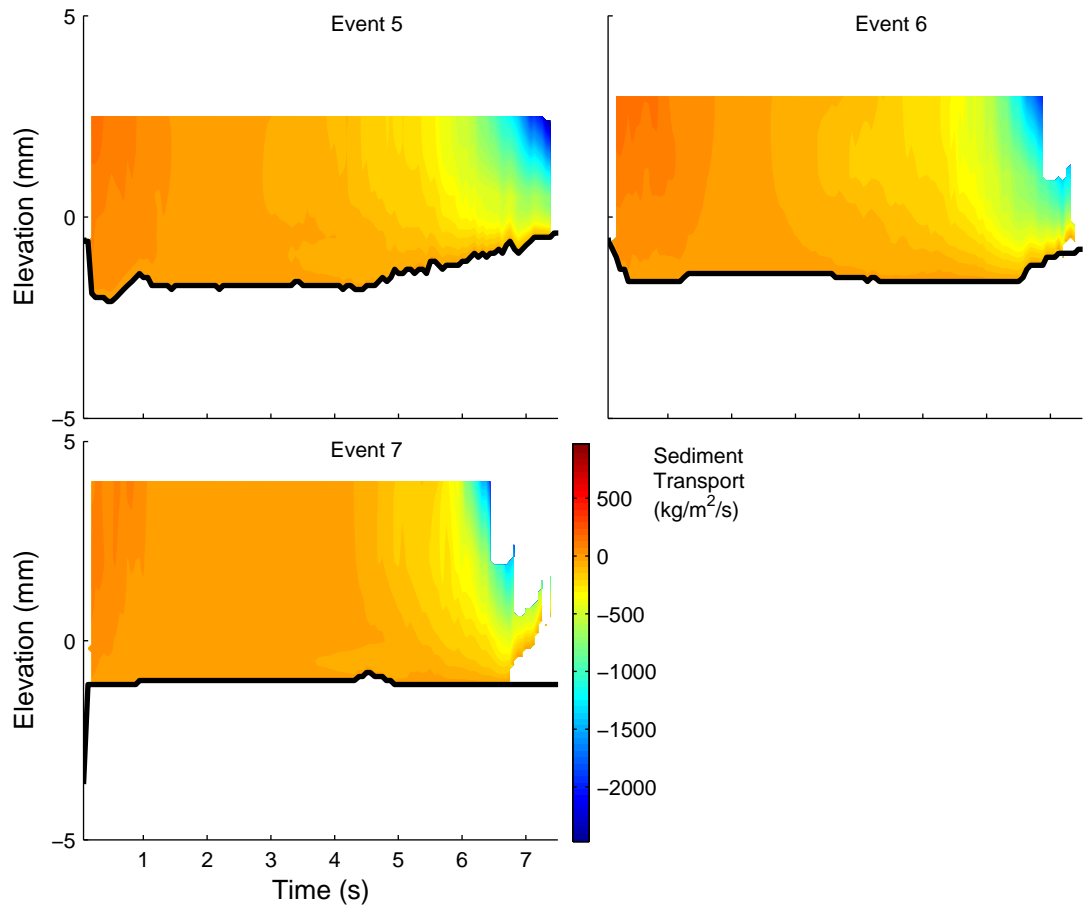 Event 5
Event 6
5
0
−5
Elevation (mm)
Event 7
5
0
−5
Elevation (mm)
1 2 3 4 5 6 7
Time (s)
Sediment
Transport
(kg/m²/s)
500
0
−500
−1000
−1500
−2000